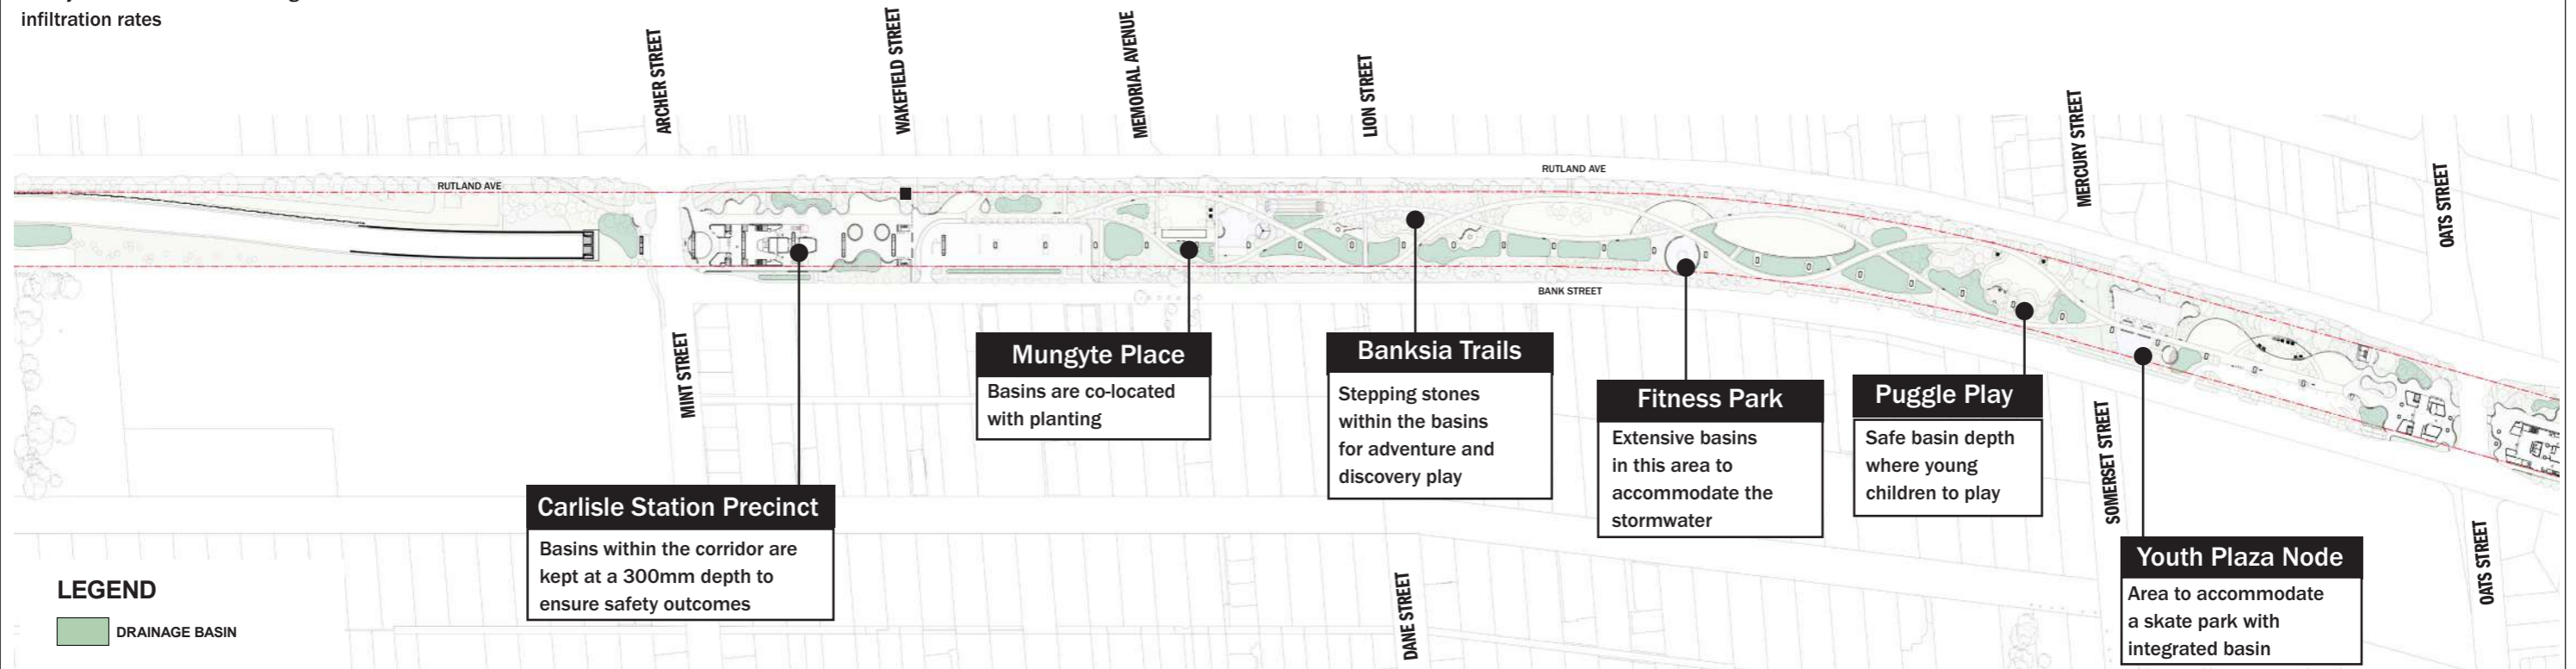 infiltration rates
ARCHER STREET
WAKEFIELD STREET
MEMORIAL AVENUE
LION STREET
MERCURY STREET
OATS STREET
RUTLAND AVE
RUTLAND AVE
BANK STREET
MINT STREET
Mungyte Place
Basins are co-located
with planting
Banksia Trails
Stepping stones
within the basins
for adventure and
discovery play
Fitness Park
Extensive basins
in this area to
accommodate the
stormwater
Puggle Play
Safe basin depth
where young
children to play
SOMERSET STREET
Carlisle Station Precinct
Basins within the corridor are
kept at a 300mm depth to
ensure safety outcomes
DANE STREET
Youth Plaza Node
Area to accommodate
a skate park with
integrated basin
OATS STREET
LEGEND
DRAINAGE BASIN